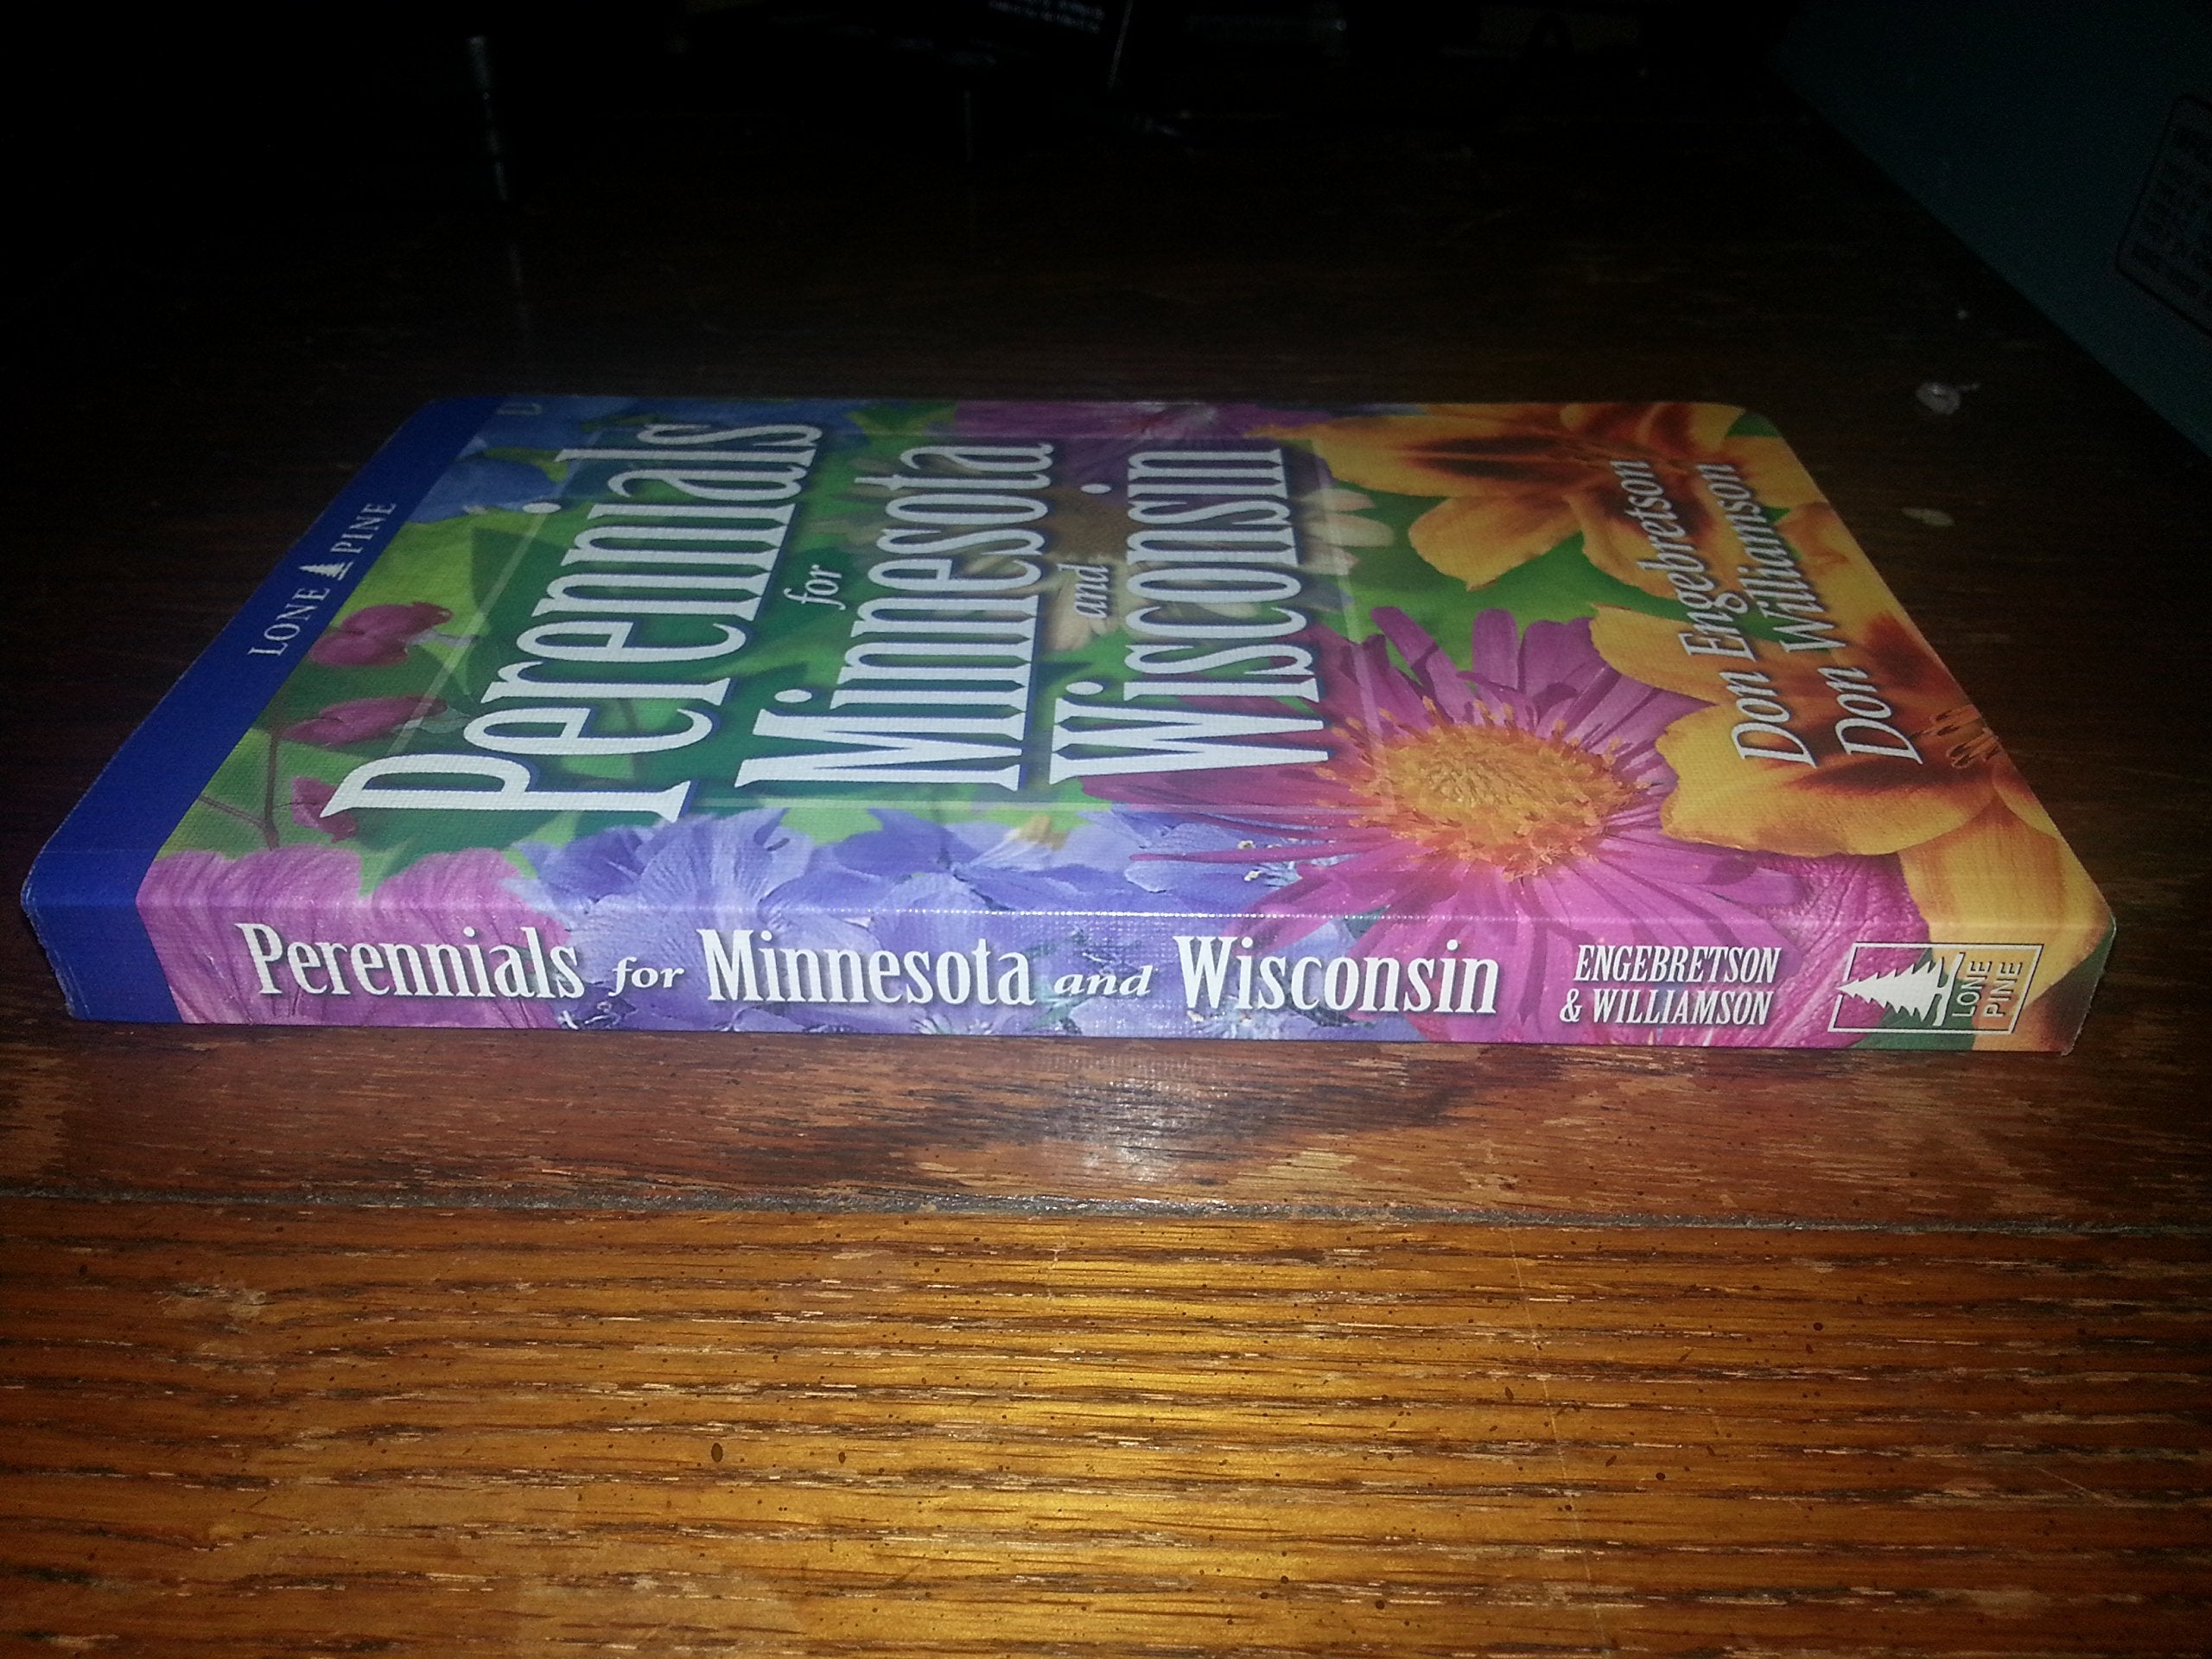 LONE PINE
Perennials
for
Minnesota
and
Wisconsin
Don Engebretson
Don Williamson
Perennials for Minnesota and Wisconsin
ENGEBRETSON
& WILLIAMSON
LONE
PINE